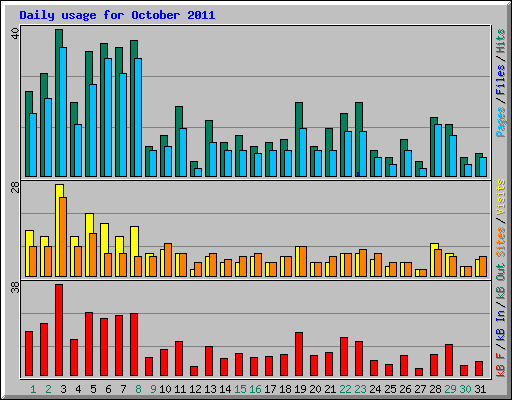 Daily usage for October 2011
40
Pages / Files / Hits
28
Sites / Visits
38
kB F / kB In / kB Out
1 2 3 4 5 6 7 8 9 10 11 12 13 14 15 16 17 18 19 20 21 22 23 24 25 26 27 28 29 30 31